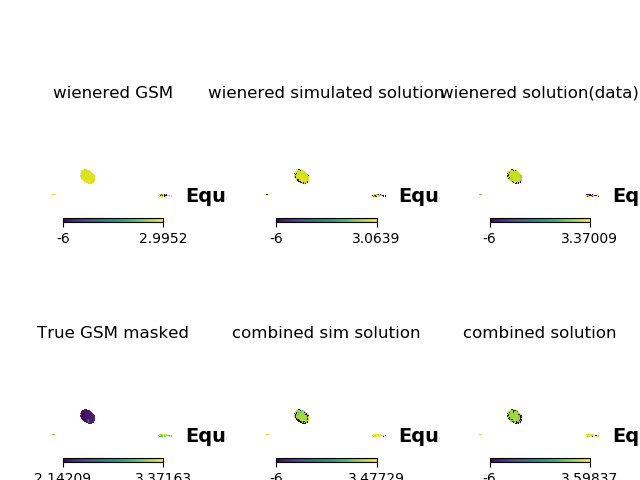 wienered GSM
wienered simulated solution
wienered solution(data)
Equ
Equ
Eq
-6 2.9952
-6 3.0639
-6 3.37009
True GSM masked
combined sim solution
combined solution
Equ
Equ
Eq
2.14209 3.37163
-6 3.47729
-6 3.59837